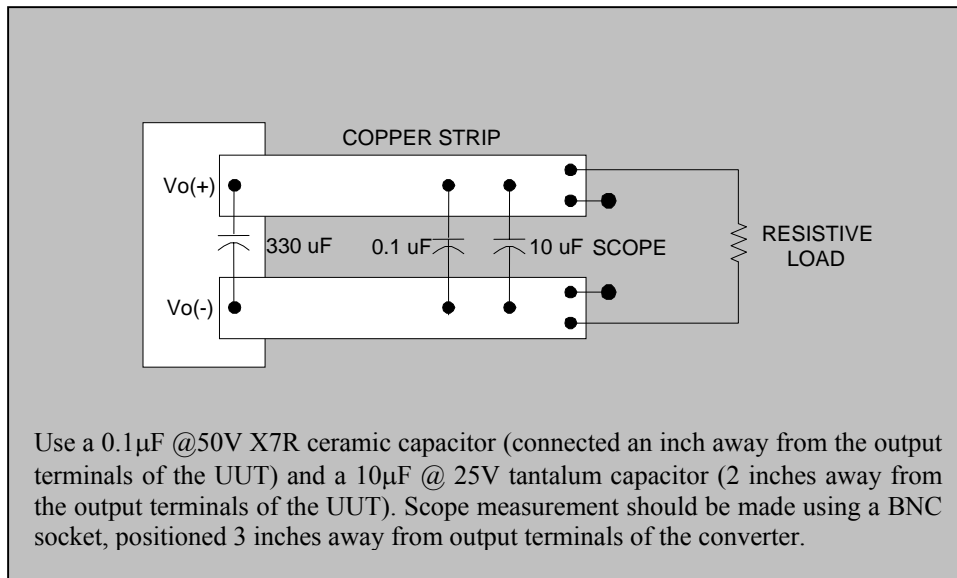 COPPER STRIP
Vo(+)
330 uF
0.1 uF
10 uF
SCOPE
RESISTIVE
LOAD
Vo(-)
Use a 0.1μF @50V X7R ceramic capacitor (connected an inch away from the output
terminals of the UUT) and a 10μF @ 25V tantalum capacitor (2 inches away from
the output terminals of the UUT). Scope measurement should be made using a BNC
socket, positioned 3 inches away from output terminals of the converter.